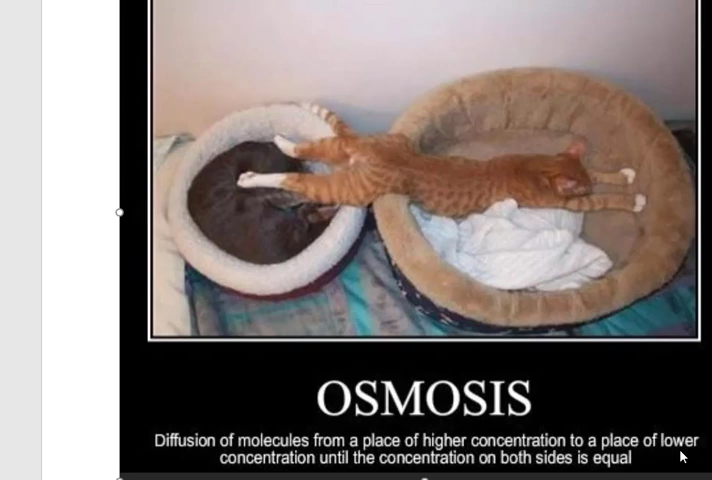 OSMOSIS
Diffusion of molecules from a place of higher concentration to a place of lower
concentration until the concentration on both sides is equal